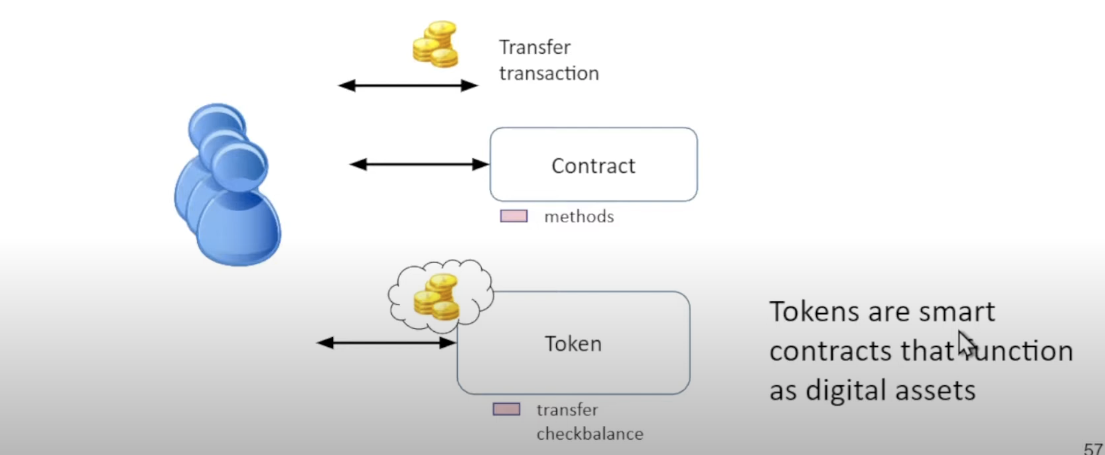 Transfer
transaction
Contract
methods
Token
transfer
checkbalance
Tokens are smart
contracts that function
as digital assets
57